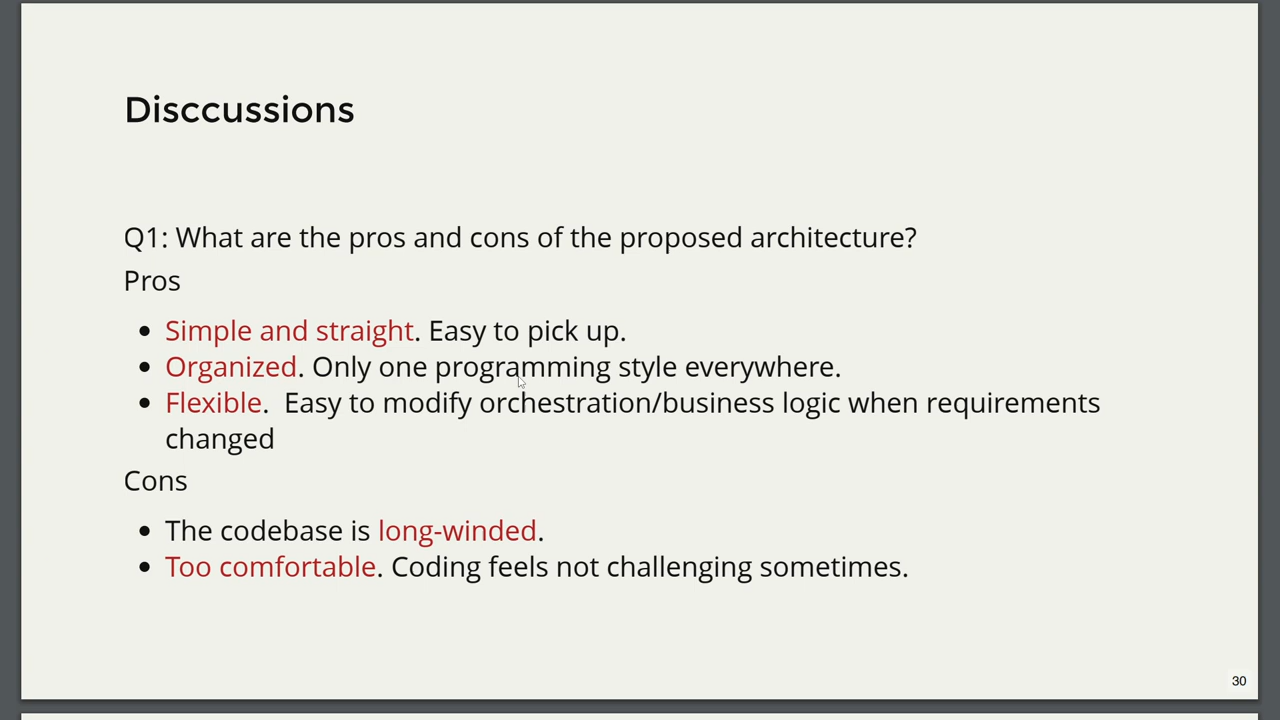 Disccussions
Q1: What are the pros and cons of the proposed architecture?
Pros
• Simple and straight. Easy to pick up.
• Organized. Only one programming style everywhere.
• Flexible.  Easy to modify orchestration/business logic when requirements
changed
Cons
• The codebase is long-winded.
• Too comfortable. Coding feels not challenging sometimes.
30